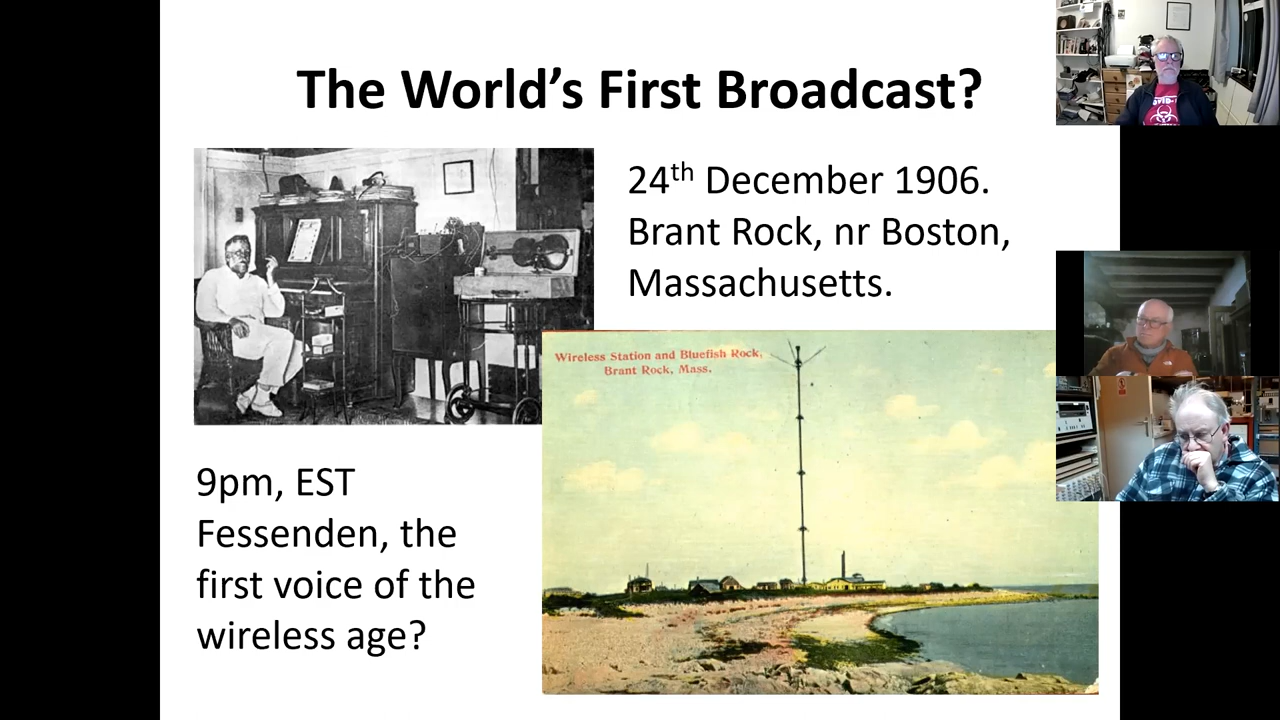 The World's First Broadcast?
24th December 1906.
Brant Rock, nr Boston,
Massachusetts.
Wireless Station and Bluefish Rock,
Brant Rock, Mass.
9pm, EST
Fessenden, the
first voice of the
wireless age?